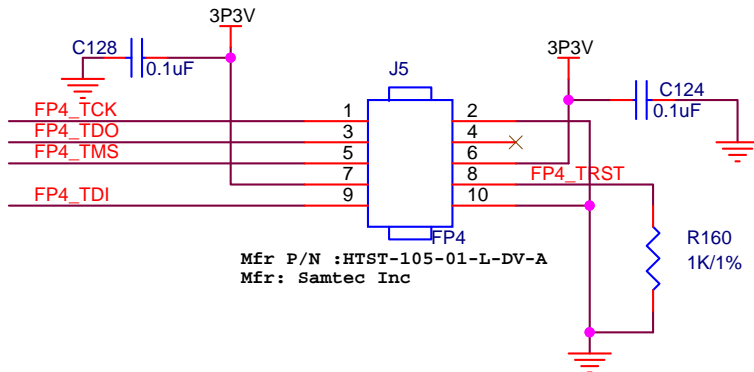 3P3V
C128
0.1uF
J5
3P3V
C124
0.1uF
FP4_TCK 1 2
FP4_TDO 3 4
FP4_TMS 5 6
7 8 FP4_TRST
FP4_TDI 9 10
FP4
R160
1K/1%
Mfr P/N :HTST-105-01-L-DV-A
Mfr: Samtec Inc